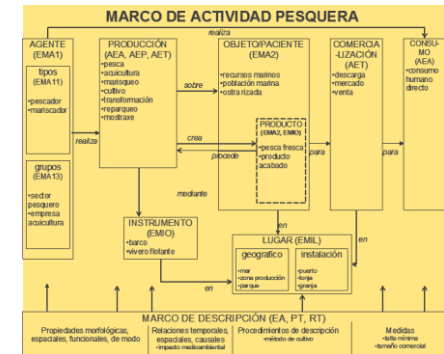 MARCO DE ACTIVIDAD PESQUERA
realiza
AGENTE
(EMA1)
tipos
(EMA11)
•pescador
•mariscador
grupos
(EMA13)
•sector
pesquero
•empresa
acuicultura
realiza
PRODUCCIÓN
(AEA, AEP, AET)
•pesca
•acuicultura
•marisqueo
•cultivo
•transformación
•reparqueo
•mostraxe
sobre
crea
procede
mediante
OBJETO/PACIENTE
(EMA2)
•recursos marinos
•población marina
•ostra rizada
PRODUCTO
(EMA2, EMIO)
•pesca fresca
•producto
acabado
para
COMERCIA
-LIZACIÓN
(AET)
•descarga
•mercado
•venta
para
CONSU-
MO (AEA)
•consumo
humano
directo
INSTRUMENTO
(EMIO)
•barco
•vivero flotante
en
en
en
LUGAR (EMIL)
geografico
•mar
•zona producción
•parque
instalación
•puerto
•lonja
•granja
MARCO DE DESCRIPCIÓN (EA, PT, RT)
Propiedades morfológicas,
espaciales, funcionales, de modo
Relaciones temporales,
espaciales, causales
•impacto medioambiental
Procedimientos de descripción
•método de cultivo
Medidas
•talla mínima
•tamaño comercial